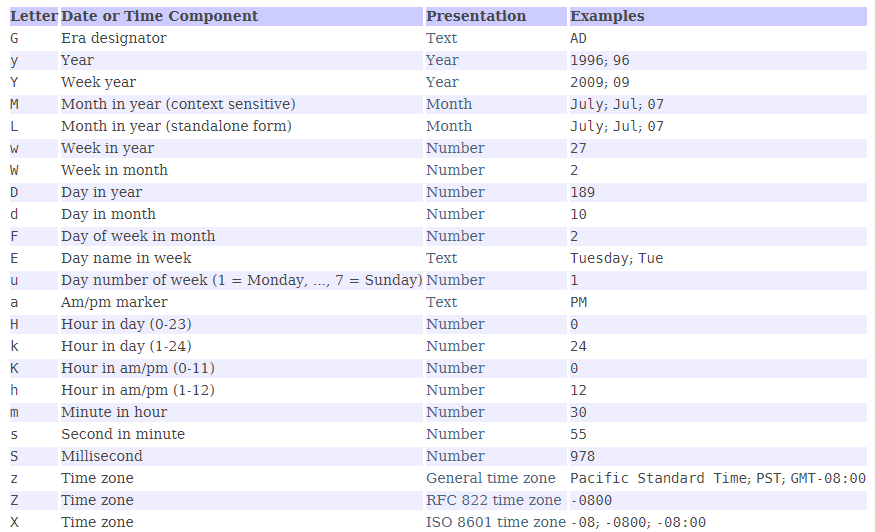 Letter Date or Time Component Presentation Examples
G Era designator Text AD
y Year Year 1996; 96
Y Week year Year 2009; 09
M Month in year (context sensitive) Month July; Jul; 07
L Month in year (standalone form) Month July; Jul; 07
w Week in year Number 27
W Week in month Number 2
D Day in year Number 189
d Day in month Number 10
F Day of week in month Number 2
E Day name in week Text Tuesday; Tue
u Day number of week (1 = Monday, ..., 7 = Sunday) Number 1
a Am/pm marker Text PM
H Hour in day (0-23) Number 0
k Hour in day (1-24) Number 24
K Hour in am/pm (0-11) Number 0
h Hour in am/pm (1-12) Number 12
m Minute in hour Number 30
s Second in minute Number 55
S Millisecond Number 978
z Time zone General time zone Pacific Standard Time; PST; GMT-08:00
Z Time zone RFC 822 time zone -0800
X Time zone ISO 8601 time zone -08; -0800; -08:00